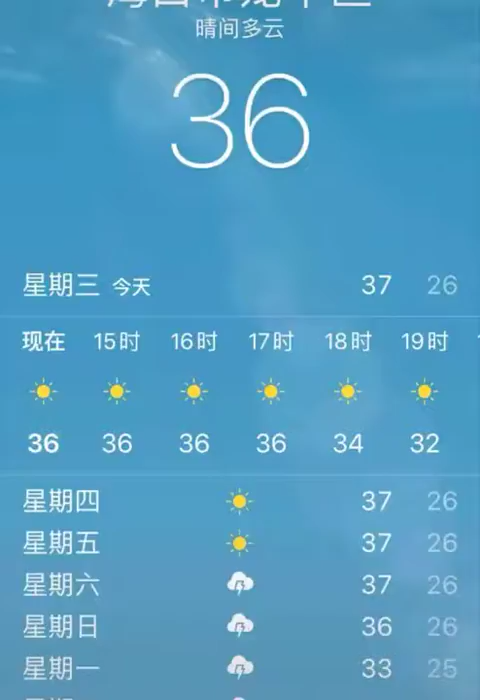 晴间多云
36
星期三 今天 37 26
现在 15时 16时 17时 18时 19时
36 36 36 36 34 32
星期四 37 26
星期五 37 26
星期六 37 26
星期日 36 26
星期一 33 25